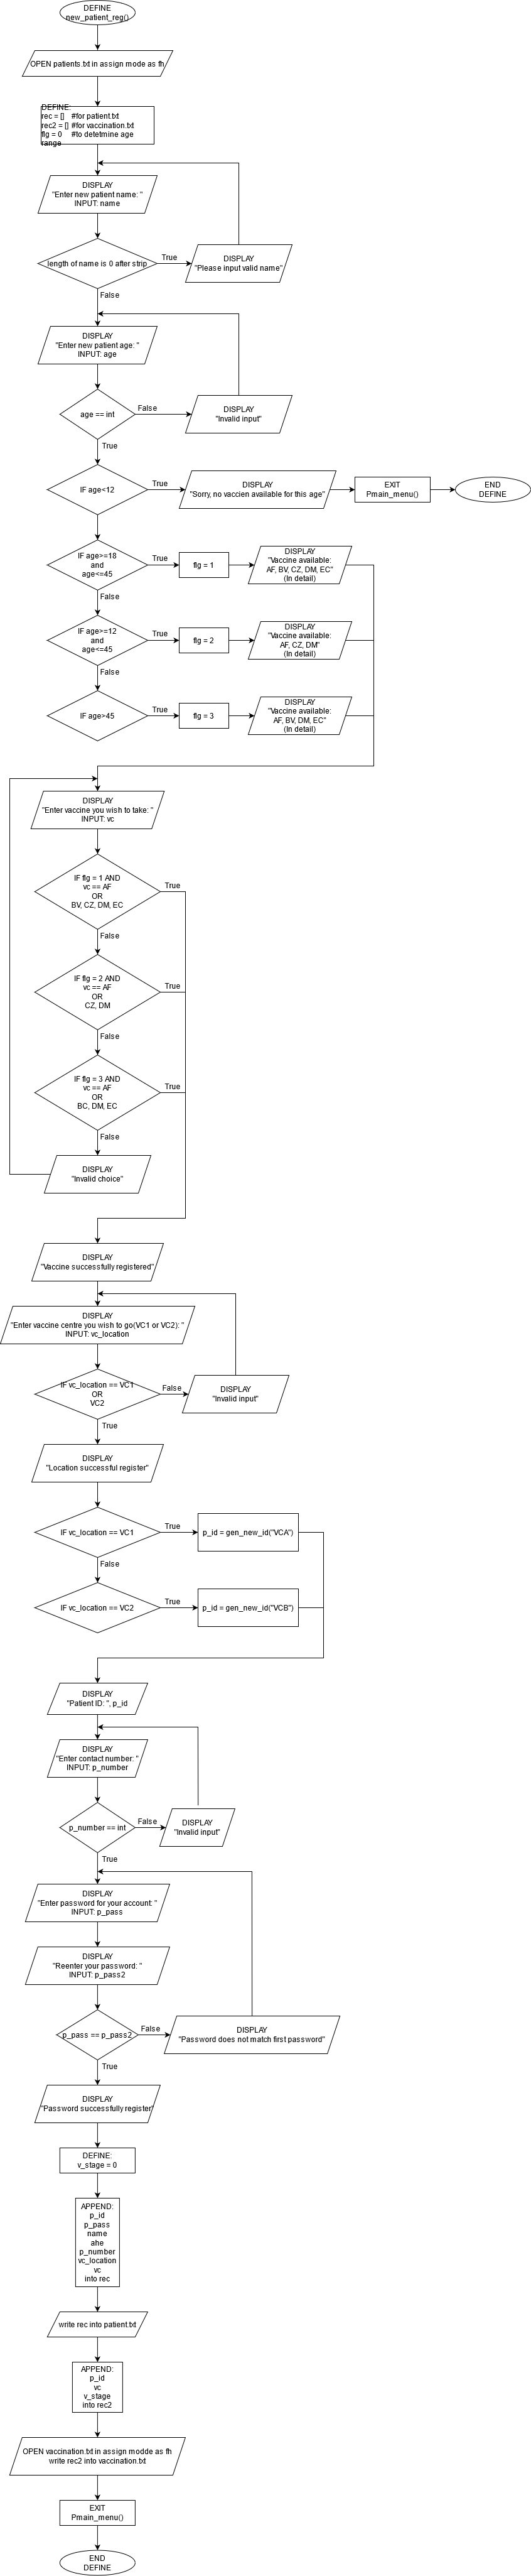 DEFINE
new_patient_reg()
OPEN patients.txt in assign mode as fh
DEFINE:
rec = [] #for patient.txt
rec2 = [] #for vaccination.txt
flg = 0 #to detetmine age
range
DISPLAY
"Enter new patient name: "
INPUT: name
length of name is 0 after strip
True
DISPLAY
"Please input valid name"
False
DISPLAY
"Enter new patient age: "
INPUT: age
age == int
False
DISPLAY
"Invalid input"
True
IF age<12
True
DISPLAY
"Sorry, no vaccien available for this age"
EXIT
Pmain_menu()
END
DEFINE
IF age>=18
and
age<=45
True
flg = 1
DISPLAY
"Vaccine available:
AF, BV, CZ, DM, EC"
(In detail)
False
IF age>=12
and
age<=45
True
flg = 2
DISPLAY
"Vaccine available:
AF, CZ, DM"
(In detail)
False
IF age>45
True
flg = 3
DISPLAY
"Vaccine available:
AF, BV, DM, EC"
(In detail)
DISPLAY
"Enter vaccine you wish to take: "
INPUT: vc
IF flg = 1 AND
vc == AF
OR
BV, CZ, DM, EC
True
False
IF flg = 2 AND
vc == AF
OR
CZ, DM
True
False
IF flg = 3 AND
vc == AF
OR
BC, DM, EC
True
False
DISPLAY
"Invalid choice"
DISPLAY
"Vaccine successfully registered"
DISPLAY
"Enter vaccine centre you wish to go(VC1 or VC2): "
INPUT: vc_location
IF vc_location == VC1
OR
VC2
False
DISPLAY
"Invalid input"
True
DISPLAY
"Location successful register"
IF vc_location == VC1
True
p_id = gen_new_id("VCA")
False
IF vc_location == VC2
True
p_id = gen_new_id("VCB")
DISPLAY
"Patient ID: ", p_id
DISPLAY
"Enter contact number: "
INPUT: p_number
p_number == int
False
DISPLAY
"Invalid input"
True
DISPLAY
"Enter password for your account: "
INPUT: p_pass
DISPLAY
"Reenter your password: "
INPUT: p_pass2
p_pass == p_pass2
False
DISPLAY
"Password does not match first password"
True
DISPLAY
"Password successfully register"
DEFINE:
v_stage = 0
APPEND:
p_id
p_pass
name
ahe
p_number
vc_location
vc
into rec
write rec into patient.txt
APPEND:
p_id
vc
v_stage
into rec2
OPEN vaccination.txt in assign modde as fh
write rec2 into vaccination.txt
EXIT
Pmain_menu()
END
DEFINE